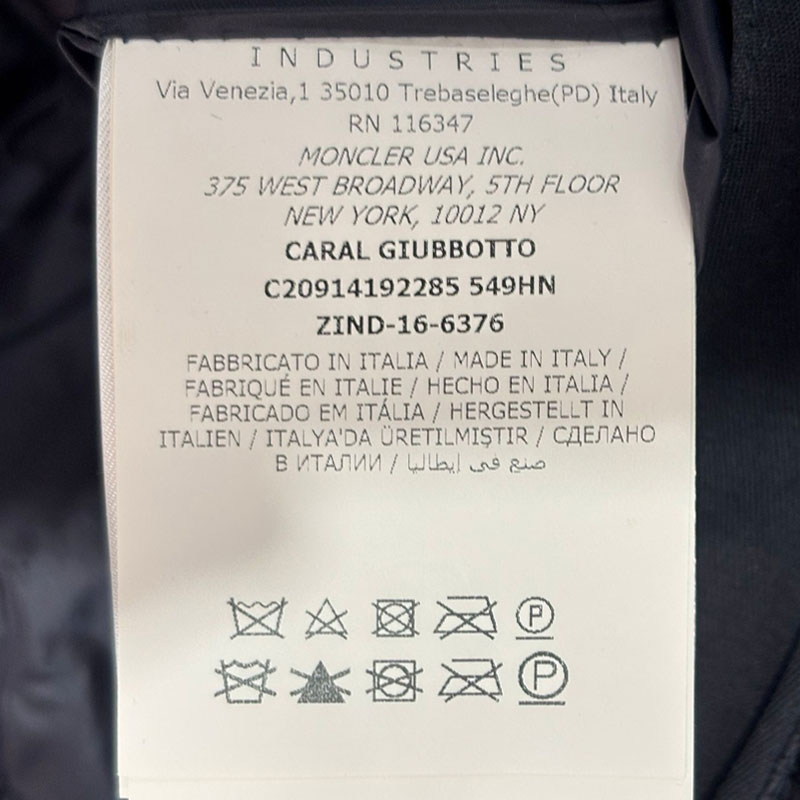 INDUSTRIES
Via Venezia,1 35010 Trebaseleghe(PD) Italy
RN 116347
MONCLER USA INC.
375 WEST BROADWAY, 5TH FLOOR
NEW YORK, 10012 NY
CARAL GIUBBOTTO
C20914192285 549HN
ZIND-16-6376
FABBRICATO IN ITALIA / MADE IN ITALY /
FABRIQUÉ EN ITALIE / HECHO EN ITALIA /
FABRICADO EM ITÁLIA / HERGESTELLT IN
ITALIEN / ITALYA'DA ÜRETILMIŞTIR / СДЕЛАНО
В ИТАЛИИ / صنع في إيطاليا
P
P